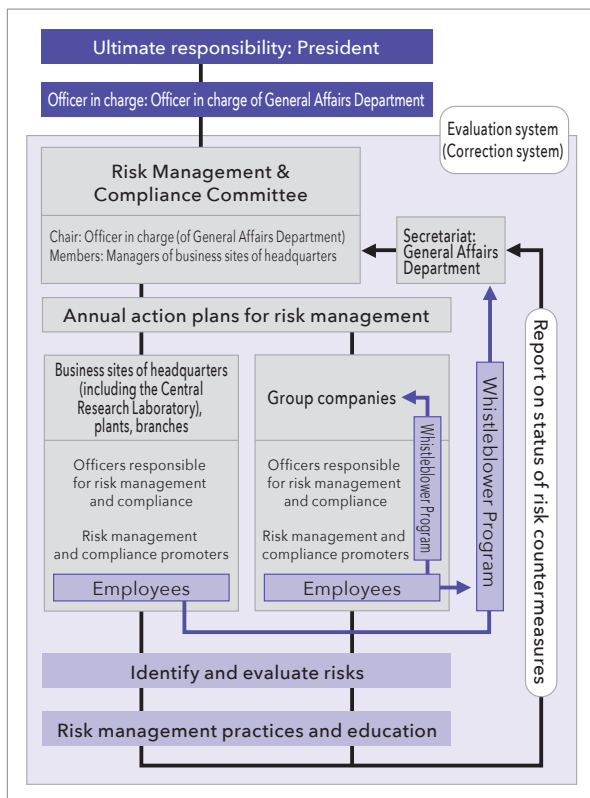 Ultimate responsibility: President
Officer in charge: Officer in charge of General Affairs Department
Evaluation system
(Correction system)
Risk Management &
Compliance Committee
Chair: Officer in charge (of General Affairs Department)
Members: Managers of business sites of headquarters
Secretariat:
General Affairs
Department
Annual action plans for risk management
Business sites of headquarters
(including the Central
Research Laboratory),
plants, branches
Officers responsible
for risk management
and compliance
Risk management
and compliance promoters
Employees
Group companies
Officers responsible
for risk management
and compliance
Risk management and
compliance promoters
Employees
Whistleblower Program
Whistleblower Program
Report on status of risk countermeasures
Identify and evaluate risks
Risk management practices and education